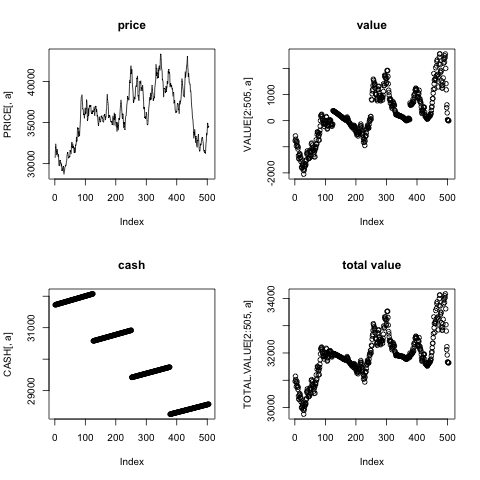 price
PRICE[, a]
30000 35000 40000
0 100 200 300 400 500
Index
value
VALUE[2:505, a]
-2000 0 1000
0 100 200 300 400 500
Index
cash
CASH[, a]
29000 31000
0 100 200 300 400 500
Index
total value
TOTAL.VALUE[2:505, a]
30000 32000 34000
0 100 200 300 400 500
Index